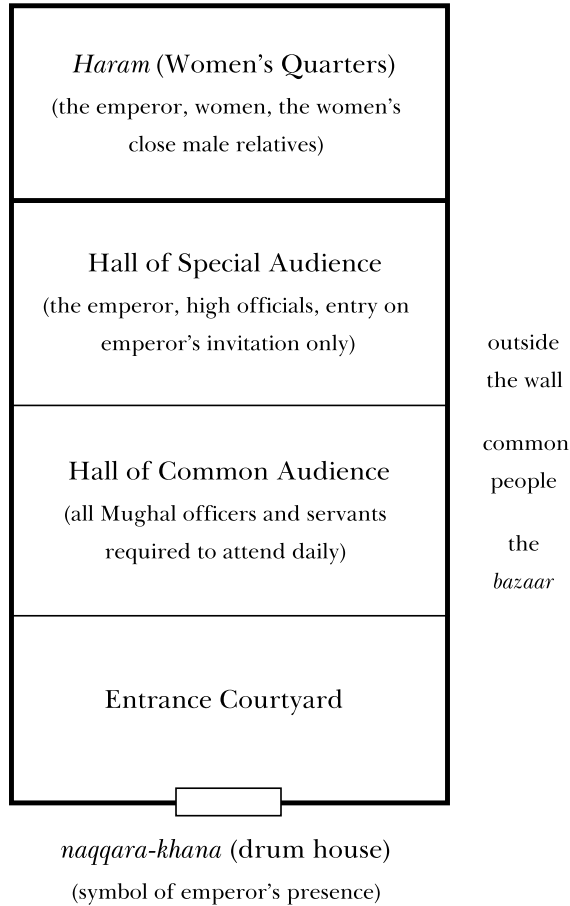 Haram (Women’s Quarters)
(the emperor, women, the women’s
close male relatives)
Hall of Special Audience
(the emperor, high officials, entry on
emperor’s invitation only)
outside
the wall
Hall of Common Audience
(all Mughal officers and servants
required to attend daily)
common
people
the
bazaar
Entrance Courtyard
naqqara-khana (drum house)
(symbol of emperor’s presence)